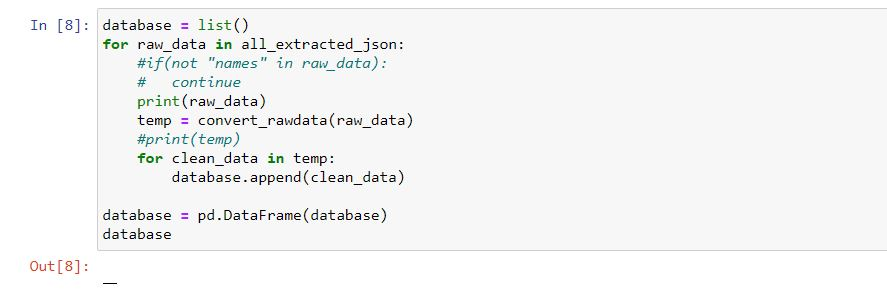 In [8]: database = list()
for raw_data in all_extracted_json:
    #if(not "names" in raw_data):
    #   continue
    print(raw_data)
    temp = convert_rawdata(raw_data)
    #print(temp)
    for clean_data in temp:
        database.append(clean_data)

database = pd.DataFrame(database)
database
Out[8]: